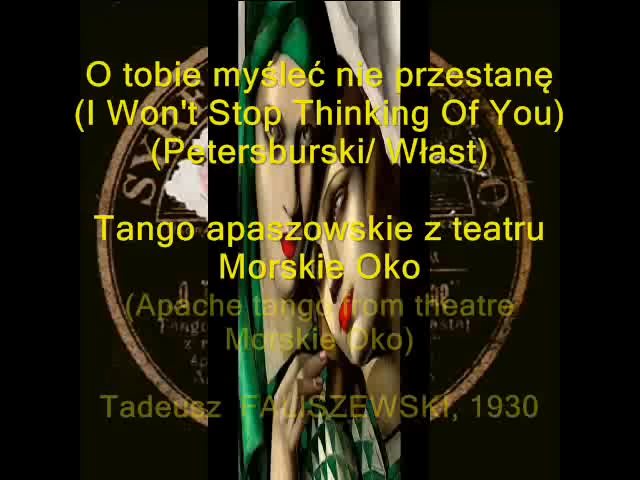 O tobie myśleć nie przestanę
(I Won't Stop Thinking Of You)
(Petersburski/ Włast)
Tango apaszowskie z teatru
Morskie Oko
(Apache tango from theatre
Morskie Oko)
Tadeusz FALISZEWSKI, 1930